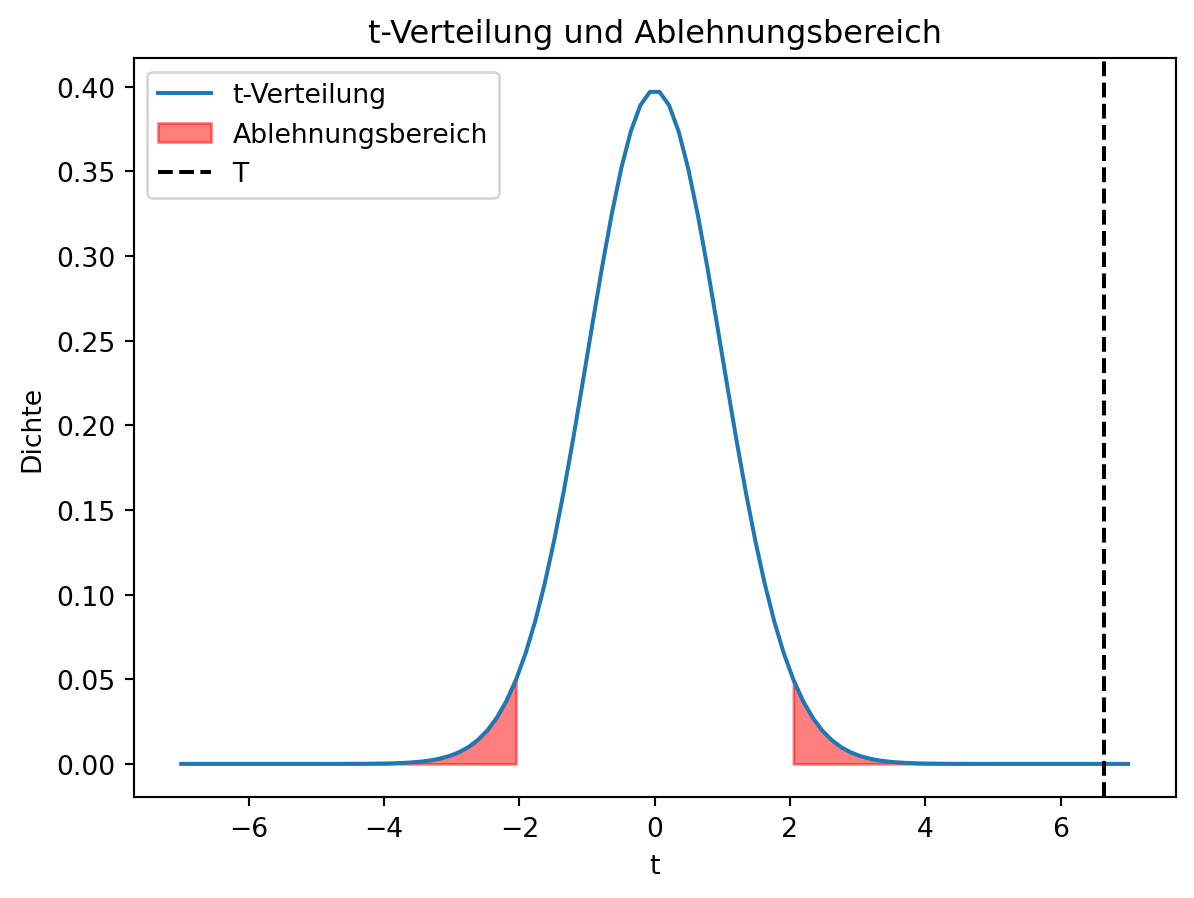 t-Verteilung und Ablehnungsbereich
t-Verteilung
Ablehnungsbereich
T
0.40
0.35
0.30
0.25
0.20
0.15
0.10
0.05
0.00
Dichte
−6
−4
−2
0
2
4
6
t